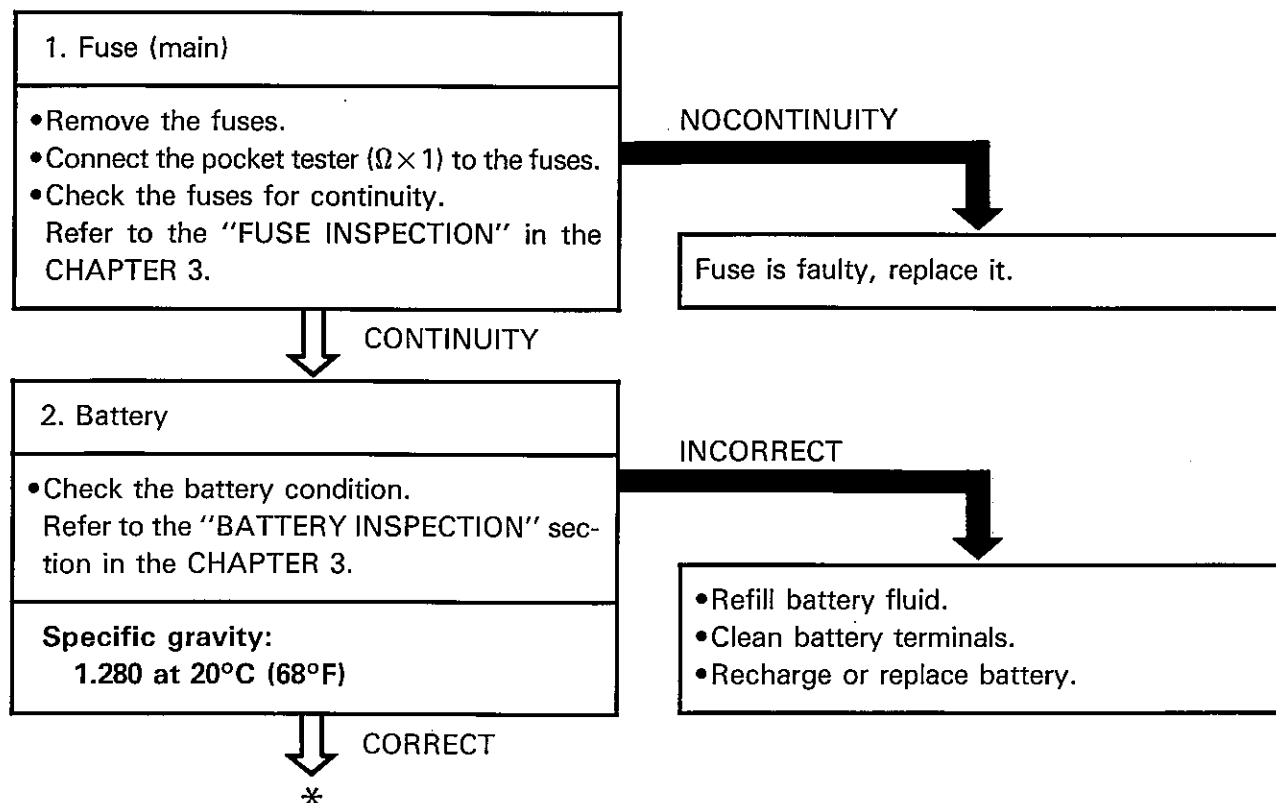 1. Fuse (main)
•Remove the fuses.
•Connect the pocket tester (Ω×1) to the fuses.
•Check the fuses for continuity.
Refer to the "FUSE INSPECTION" in the
CHAPTER 3.
NOCONTINUITY
Fuse is faulty, replace it.
CONTINUITY
2. Battery
•Check the battery condition.
Refer to the "BATTERY INSPECTION" sec-
tion in the CHAPTER 3.
Specific gravity:
1.280 at 20°C (68°F)
INCORRECT
•Refill battery fluid.
•Clean battery terminals.
•Recharge or replace battery.
CORRECT
*